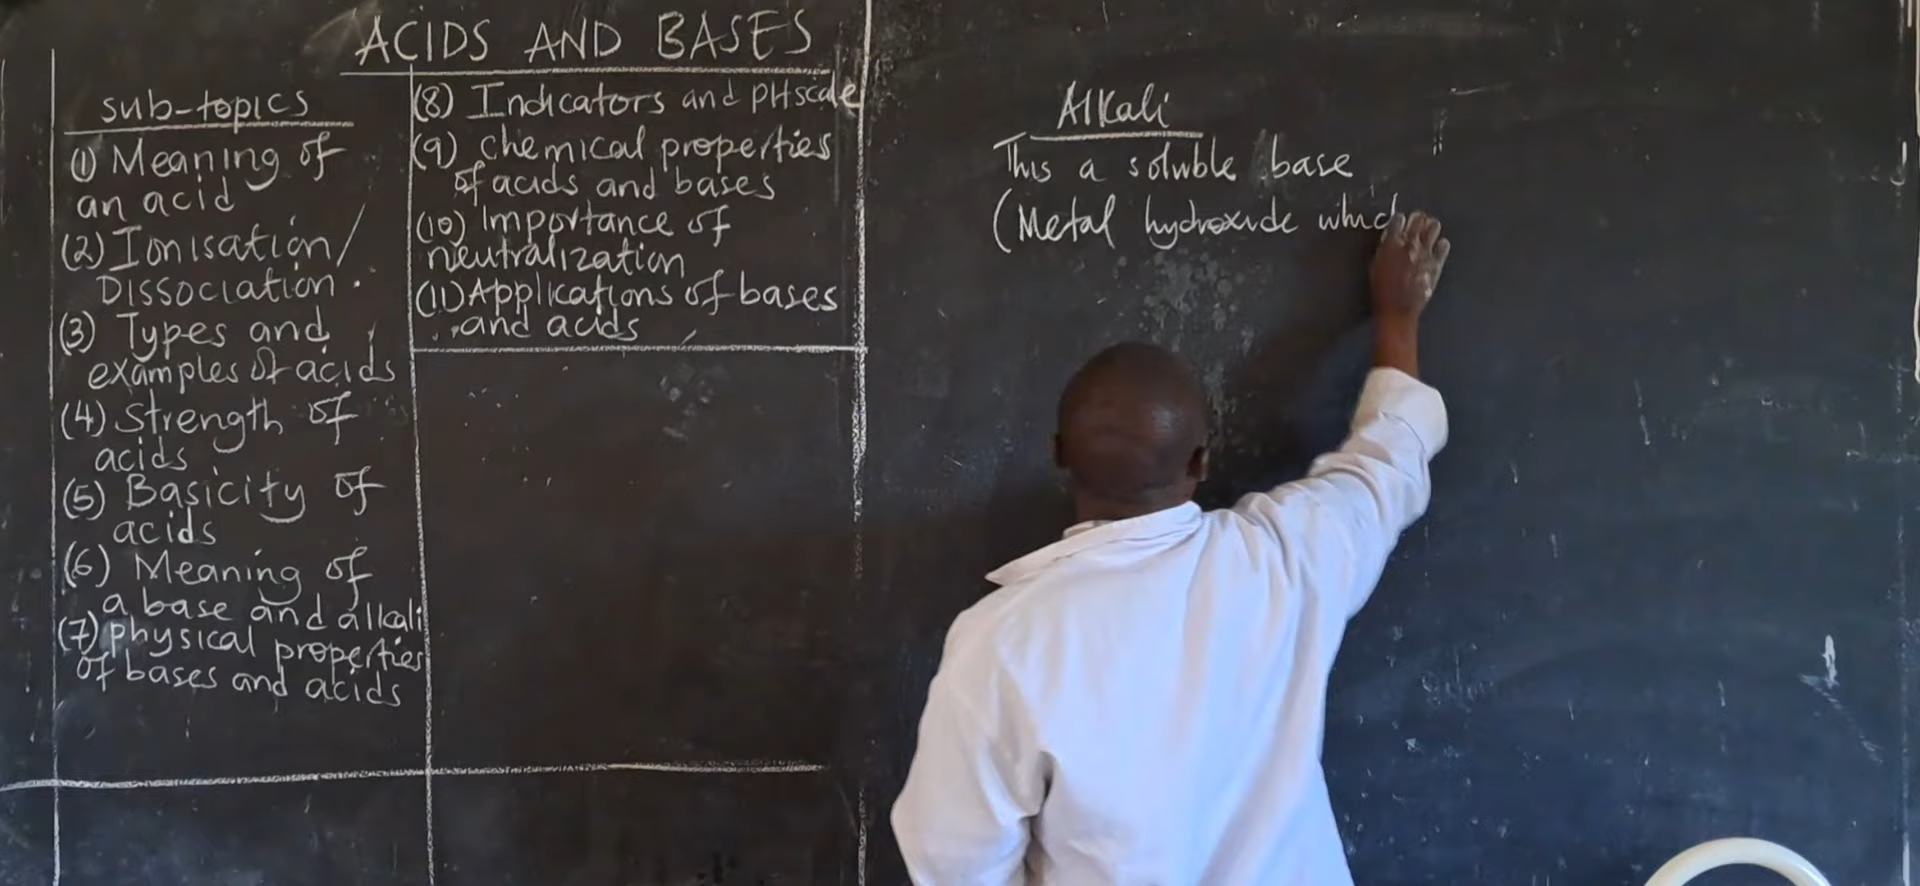 ACIDS AND BASES
sub-topics
(1) Meaning of
an acid
(2) Ionisation/
Dissociation.
(3) Types and
examples of acids
(4) Strength of
acids
(5) Basicity of
acids
(6) Meaning of
a base and alkali
(7) physical properties
of bases and acids
(8) Indicators and PH scale
(9) chemical properties
of acids and bases
(10) Importance of
neutralization
(11) Applications of bases
and acids
Alkali
This a soluble base
(Metal hydroxide which